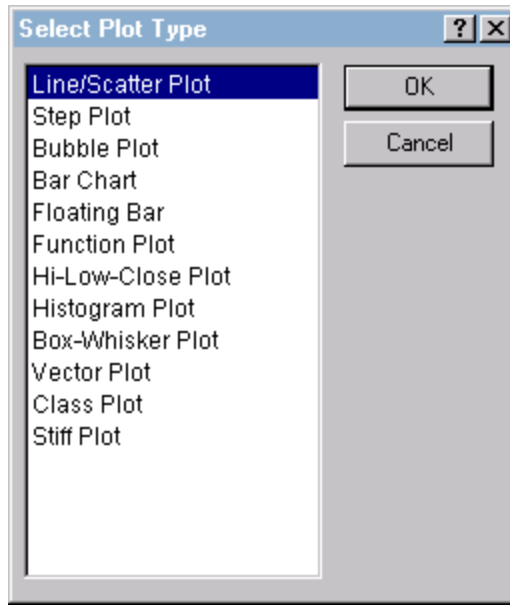 Select Plot Type
?
Line/Scatter Plot
Step Plot
Bubble Plot
Bar Chart
Floating Bar
Function Plot
Hi-Low-Close Plot
Histogram Plot
Box-Whisker Plot
Vector Plot
Class Plot
Stiff Plot
OK
Cancel